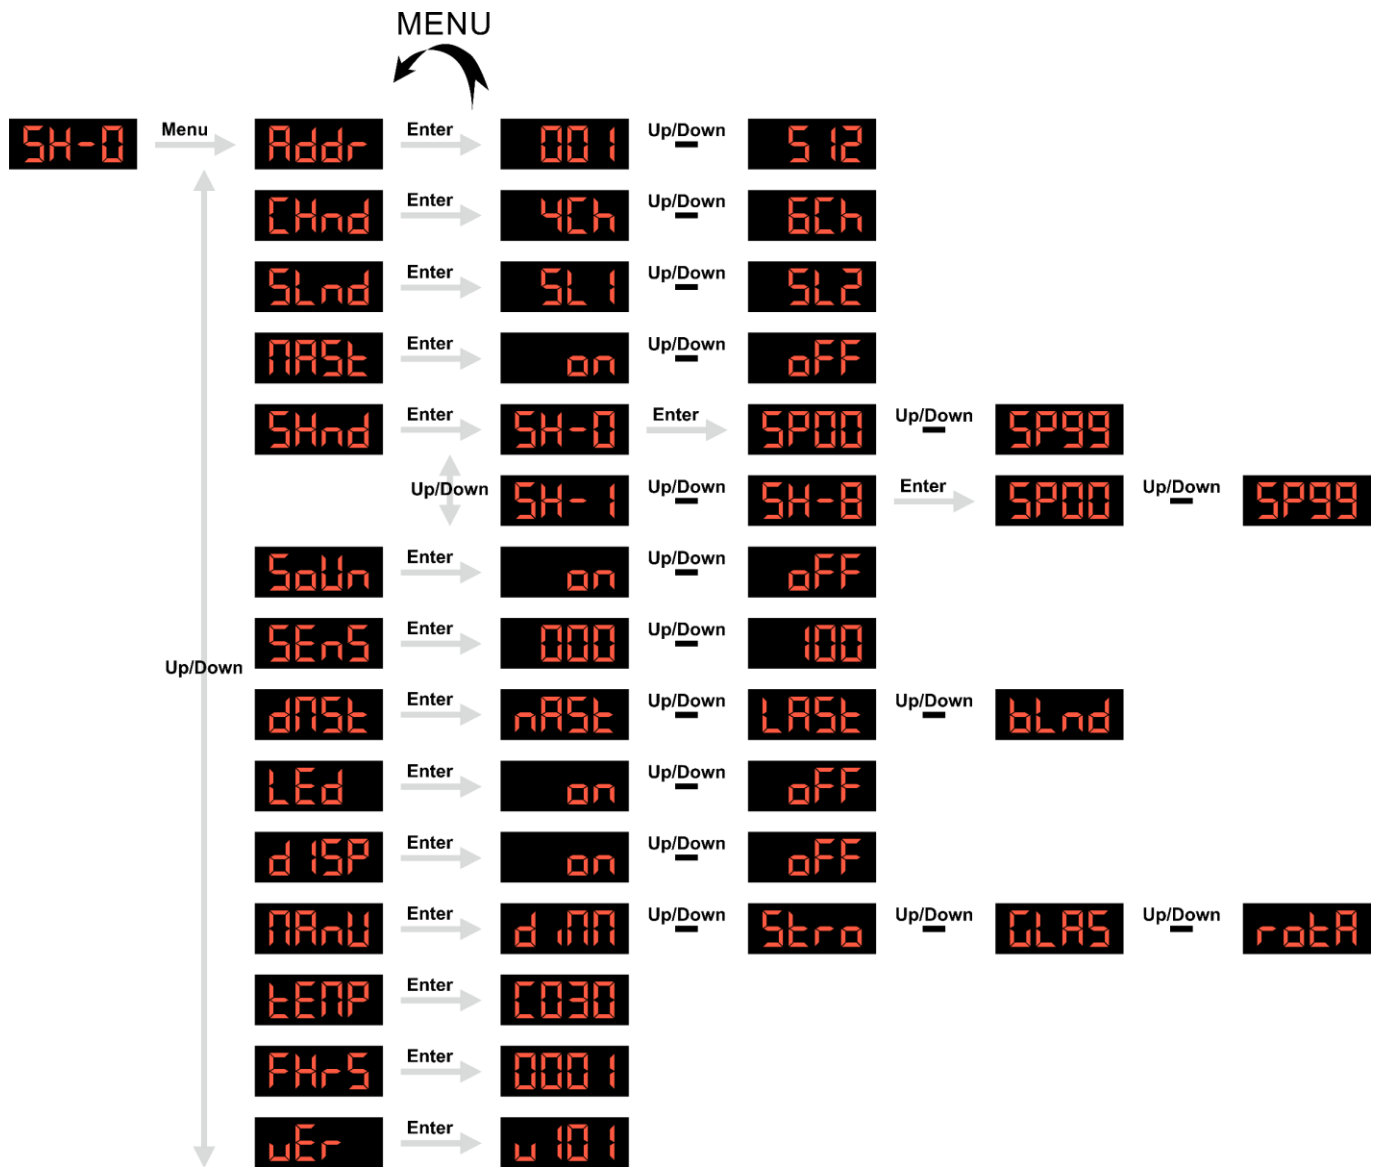 MENU
SH-0 Menu Addr Enter 001 Up/Down 512
CHnd Enter 4Ch Up/Down 6Ch
SLnd Enter SL1 Up/Down SL2
MASt Enter on Up/Down oFF
SHnd Enter SH-0 Enter SP00 Up/Down SP99
Up/Down SH-1 Up/Down SH-8 Enter SP00 Up/Down SP99
SoUn Enter on Up/Down oFF
SEnS Enter 000 Up/Down 100
Up/Down
dMSt Enter nASt Up/Down LASt Up/Down bLnd
LEd Enter on Up/Down oFF
dISP Enter on Up/Down oFF
MAnU Enter diMM Up/Down Stro Up/Down GLAS Up/Down rotA
tEMP Enter C030
FHrS Enter 0001
vEr Enter v101